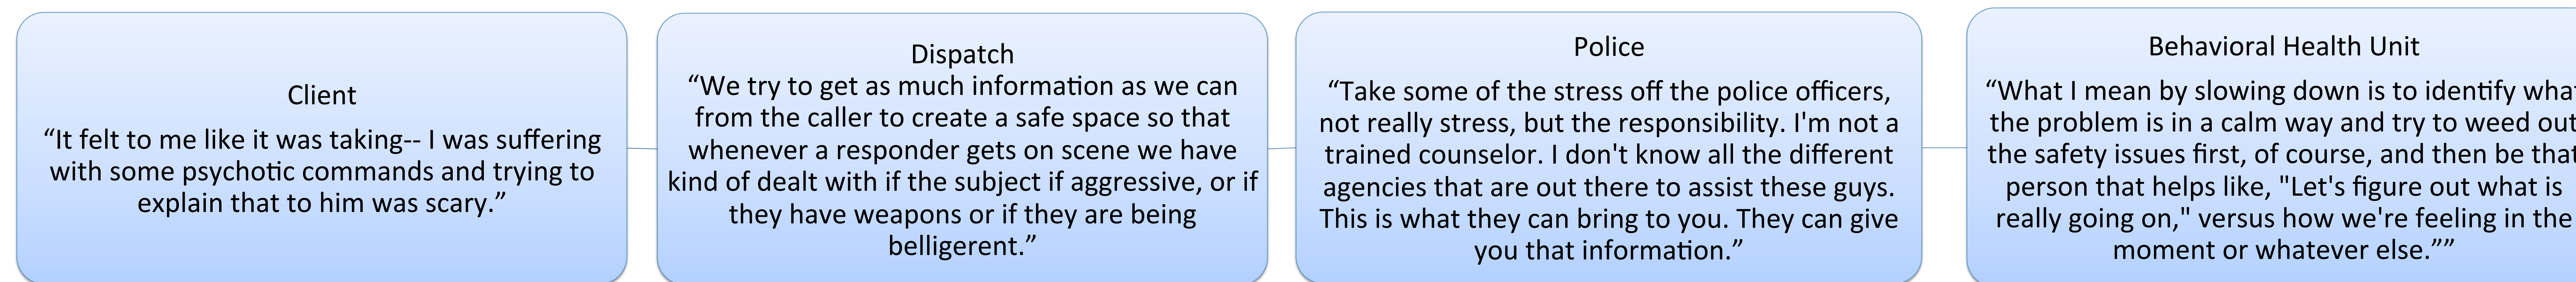 Client
“It felt to me like it was taking-- I was suffering
with some psychotic commands and trying to
explain that to him was scary.”
Dispatch
“We try to get as much information as we can
from the caller to create a safe space so that
whenever a responder gets on scene we have
kind of dealt with if the subject if aggressive, or if
they have weapons or if they are being
belligerent.”
Police
“Take some of the stress off the police officers,
not really stress, but the responsibility. I'm not a
trained counselor. I don't know all the different
agencies that are out there to assist these guys.
This is what they can bring to you. They can give
you that information.”
Behavioral Health Unit
“What I mean by slowing down is to identify what
the problem is in a calm way and try to weed out
the safety issues first, of course, and then be that
person that helps like, "Let's figure out what is
really going on," versus how we're feeling in the
moment or whatever else.””